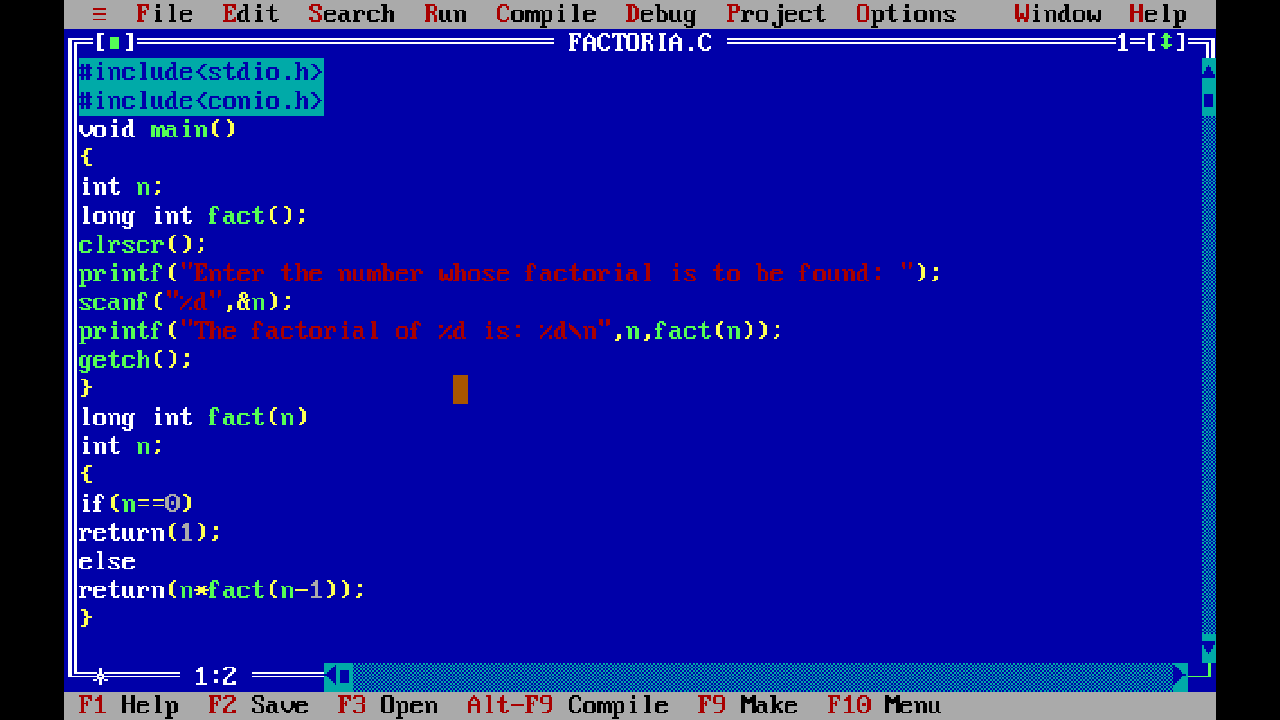 ≡ File Edit Search Run Compile Debug Project Options Window Help
[■] FACTORIA.C 1=[↕]
#include<stdio.h>
#include<conio.h>
void main()
{
int n;
long int fact();
clrscr();
printf("Enter the number whose factorial is to be found: ");
scanf("%d",&n);
printf("The factorial of %d is: %d\n",n,fact(n));
getch();
}
long int fact(n)
int n;
{
if(n==0)
return(1);
else
return(n*fact(n-1));
}
1:2
F1 Help F2 Save F3 Open Alt-F9 Compile F9 Make F10 Menu